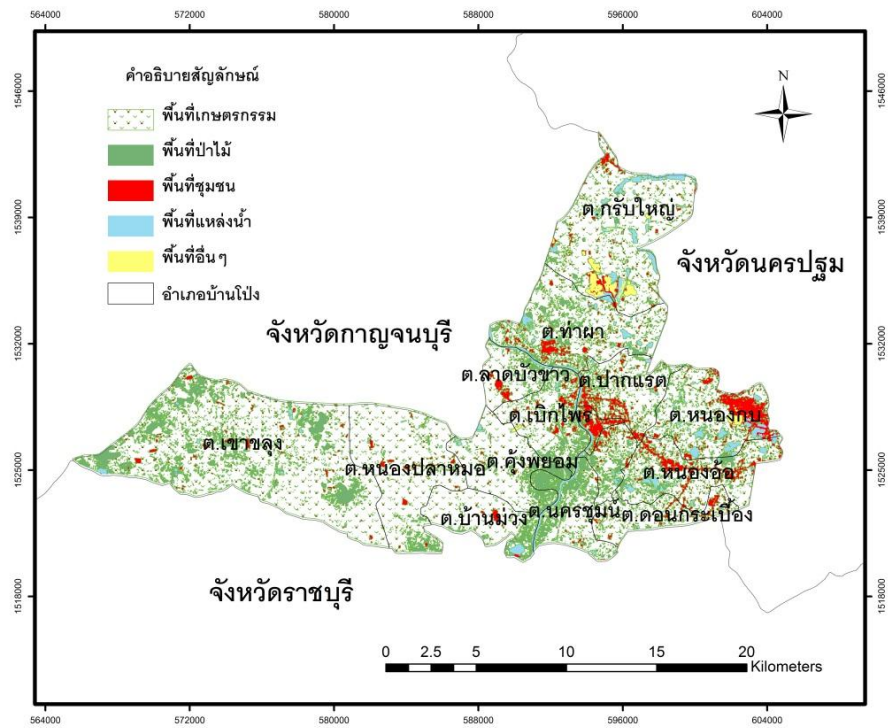 564000 572000 580000 588000 596000 604000
คำอธิบายสัญลักษณ์
N
1546000 1546000
พื้นที่เกษตรกรรม
พื้นที่ป่าไม้
พื้นที่ชุมชน
1539000 1539000
ต.กรับใหญ่
พื้นที่แหล่งน้ำ
พื้นที่อื่นๆ
จังหวัดนครปฐม
อำเภอบ้านโป่ง
จังหวัดกาญจนบุรี
ต.ท่าผา
1532000 1532000
ต.ลาดบัวขาว
ต.ปากแรต
ต.เบิกไพร
ต.หนองกบ
ต.เขาขลุง
ต.หนองปลาหมอ
ต.คุ้งพยอม
ต.หนองอ้อ
1525000 1525000
ต.บ้านม่วง
ต.นครชุมน์
ต.ดอนกระเบื้อง
จังหวัดราชบุรี
1518000 1518000
0 2.5 5 10 15 20
Kilometers
564000 572000 580000 588000 596000 604000